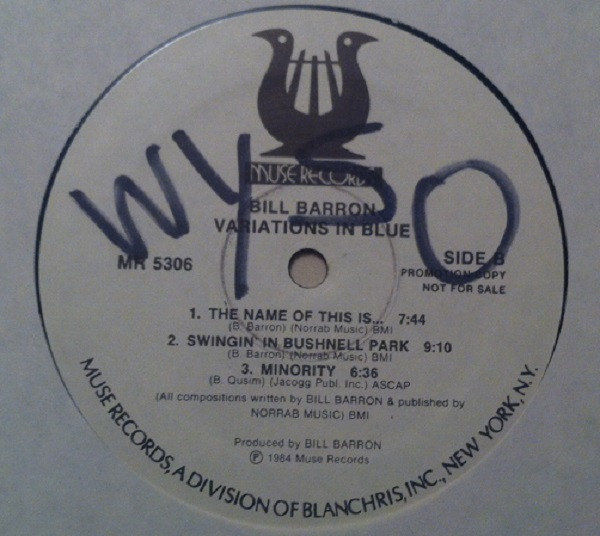 WYSO
MUSE RECORDS
BILL BARRON
VARIATIONS IN BLUE
MR 5306
SIDE B
PROMOTION COPY
NOT FOR SALE
1. THE NAME OF THIS IS... 7:44
(B. Barron) (Norrab Music) BMI
2. SWINGIN' IN BUSHNELL PARK 9:10
(B. Barron) (Norrab Music) BMI
3. MINORITY 6:36
(B. Qusim) (Jacogg Publ. Inc.) ASCAP
(All compositions written by BILL BARRON & published by
NORRAB MUSIC) BMI
Produced by BILL BARRON
Ⓟ 1984 Muse Records
MUSE RECORDS, A DIVISION OF BLANCHRIS, INC., NEW YORK, N.Y.